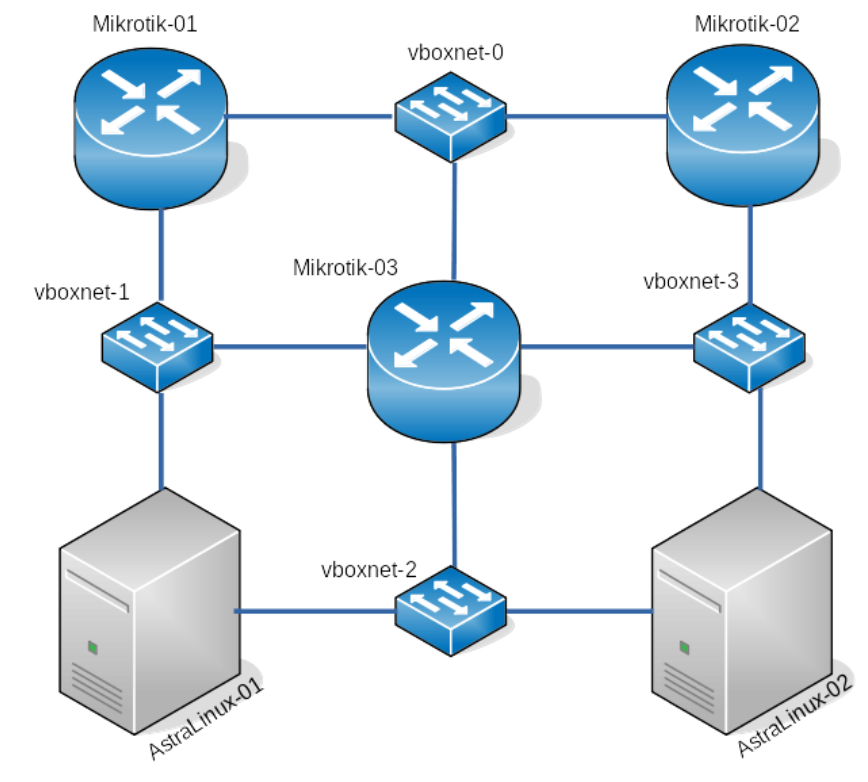 Mikrotik-01
Mikrotik-02
vboxnet-0
Mikrotik-03
vboxnet-3
vboxnet-1
vboxnet-2
AstraLinux-01
AstraLinux-02